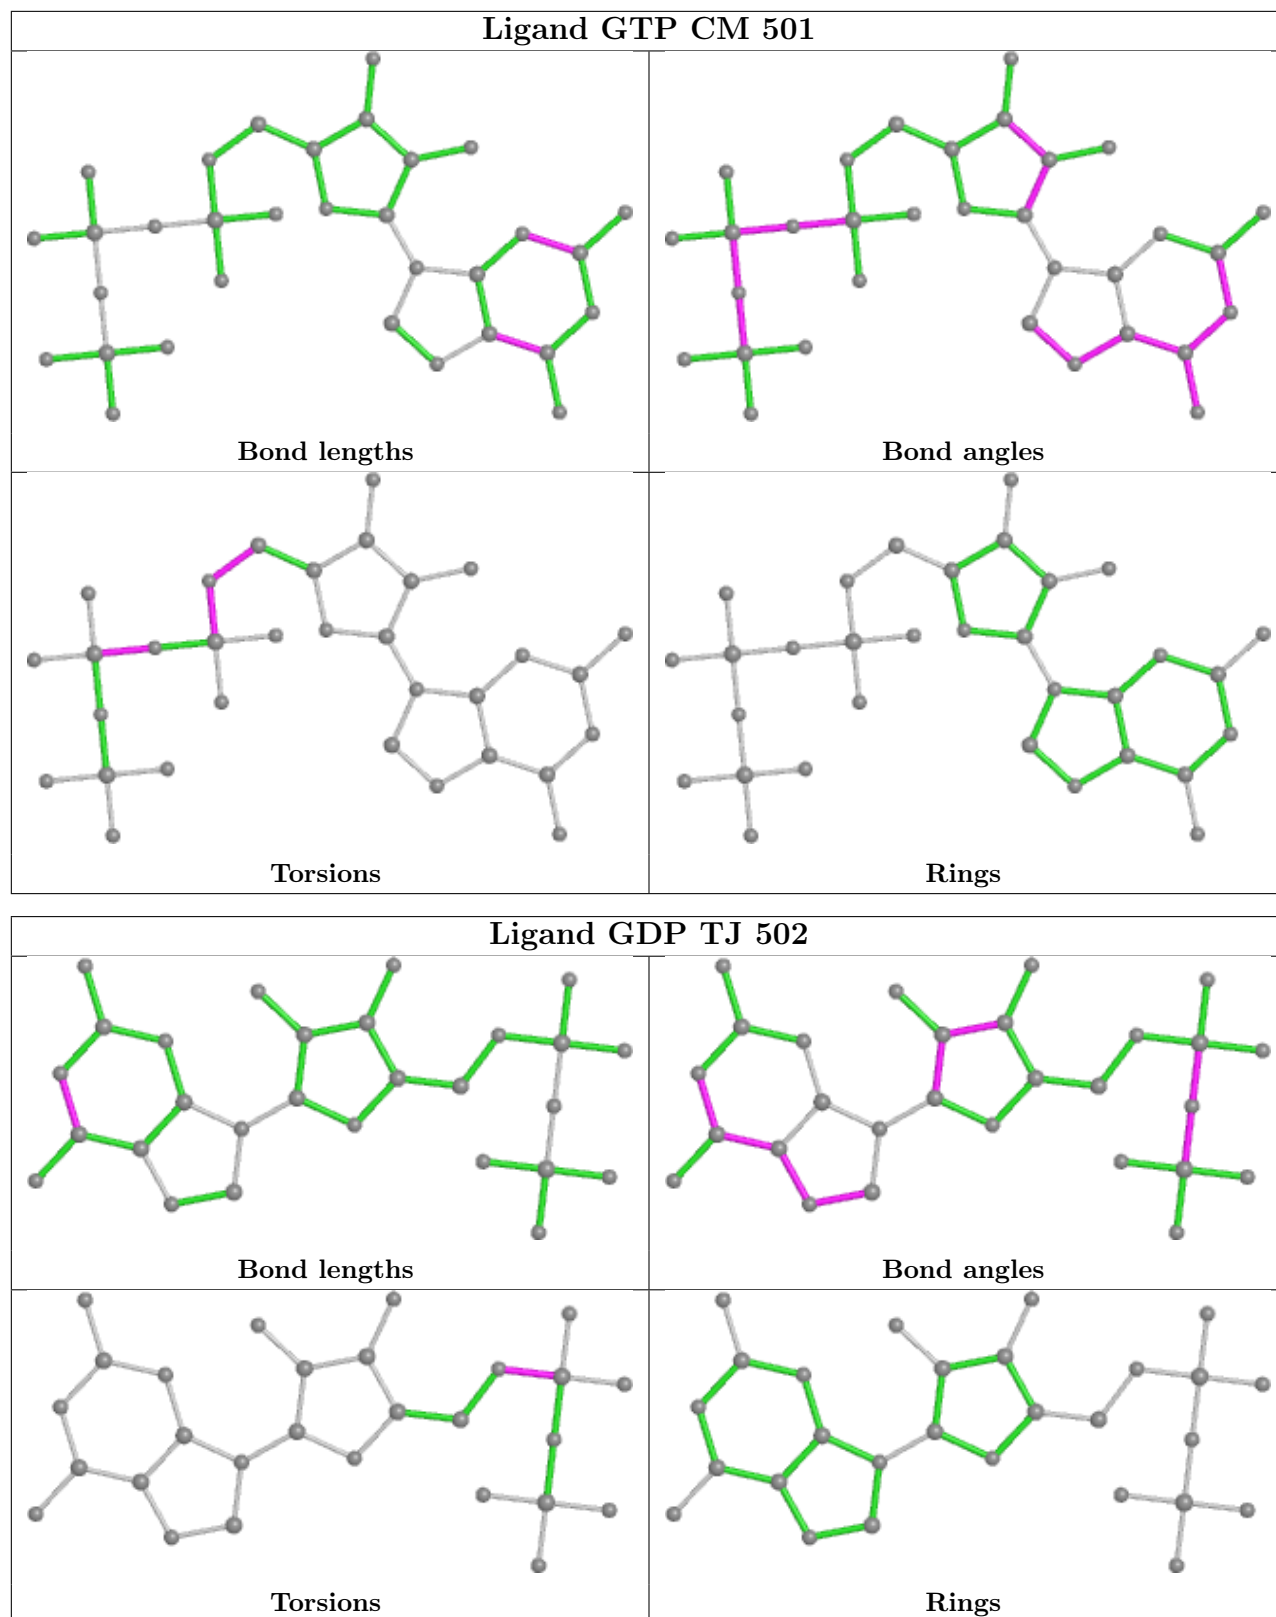 Ligand GTP CM 501
Bond lengths
Bond angles
Torsions
Rings
Ligand GDP TJ 502
Bond lengths
Bond angles
Torsions
Rings